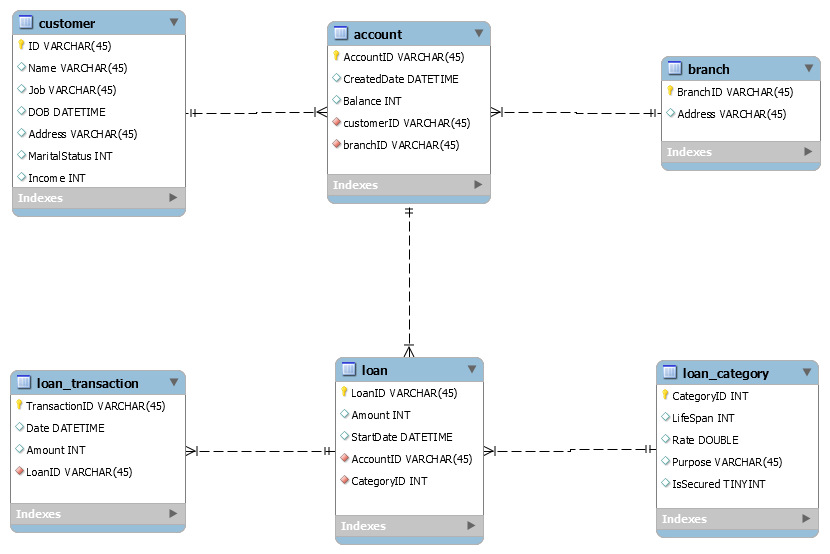 customer
ID VARCHAR(45)
Name VARCHAR(45)
Job VARCHAR(45)
DOB DATETIME
Address VARCHAR(45)
MaritalStatus INT
Income INT
Indexes
account
AccountID VARCHAR(45)
CreatedDate DATETIME
Balance INT
customerID VARCHAR(45)
branchID VARCHAR(45)
Indexes
branch
BranchID VARCHAR(45)
Address VARCHAR(45)
Indexes
loan_transaction
TransactionID VARCHAR(45)
Date DATETIME
Amount INT
LoanID VARCHAR(45)
Indexes
loan
LoanID VARCHAR(45)
Amount INT
StartDate DATETIME
AccountID VARCHAR(45)
CategoryID INT
Indexes
loan_category
CategoryID INT
LifeSpan INT
Rate DOUBLE
Purpose VARCHAR(45)
IsSecured TINYINT
Indexes